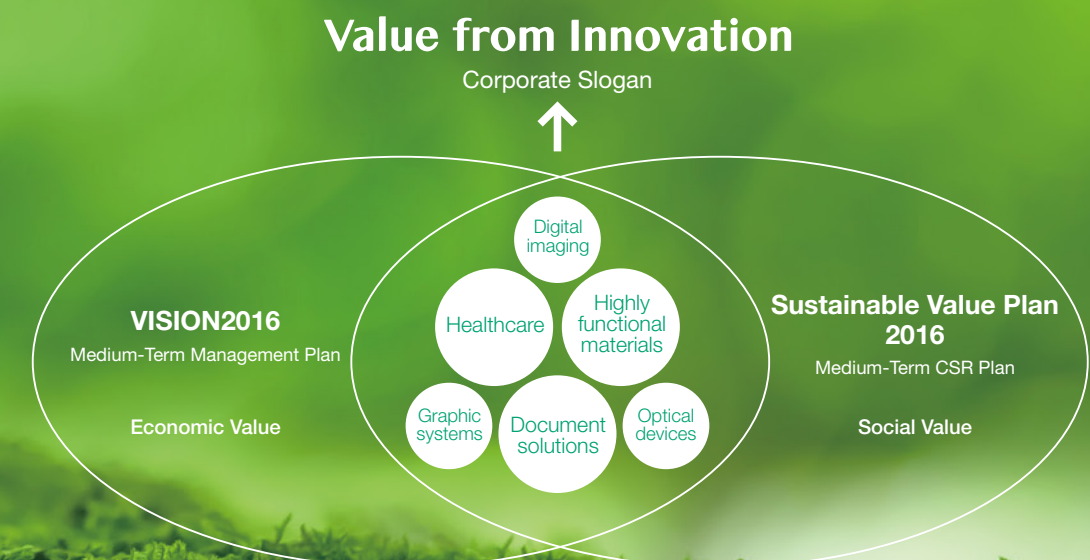 Value from Innovation
Corporate Slogan
Digital
imaging
Healthcare
Highly
functional
materials
Graphic
systems
Document
solutions
Optical
devices
VISION2016
Medium-Term Management Plan
Economic Value
Sustainable Value Plan
2016
Medium-Term CSR Plan
Social Value